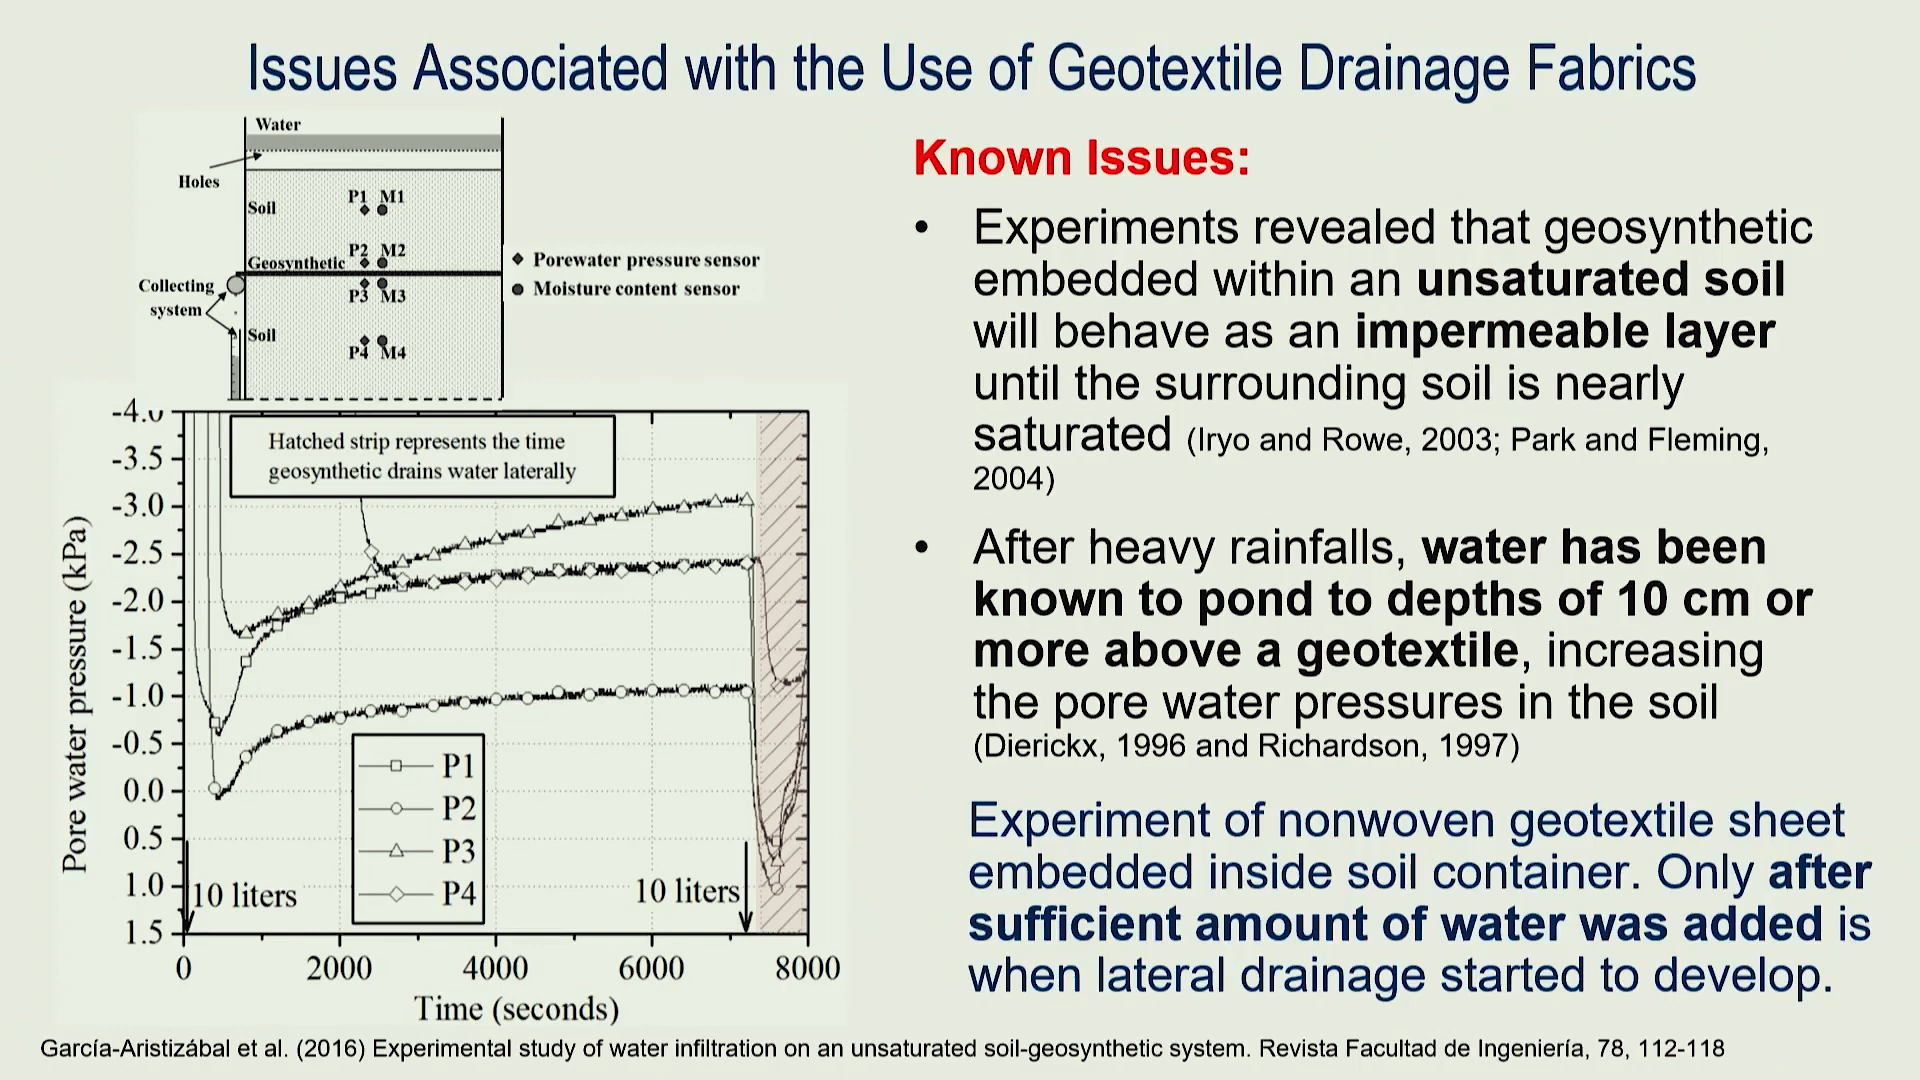 Issues Associated with the Use of Geotextile Drainage Fabrics
Water
Holes
Soil
P1 M1
P2 M2
Geosynthetic
P3 M3
Collecting
system
Soil
P4 M4
Porewater pressure sensor
Moisture content sensor
Hatched strip represents the time
geosynthetic drains water laterally
Pore water pressure (kPa)
-4.0
-3.5
-3.0
-2.5
-2.0
-1.5
-1.0
-0.5
0.0
0.5
1.0
1.5
P1
P2
P3
P4
10 liters
10 liters
0 2000 4000 6000 8000
Time (seconds)
Known Issues:
• Experiments revealed that geosynthetic
embedded within an unsaturated soil
will behave as an impermeable layer
until the surrounding soil is nearly
saturated (Iryo and Rowe, 2003; Park and Fleming,
2004)
• After heavy rainfalls, water has been
known to pond to depths of 10 cm or
more above a geotextile, increasing
the pore water pressures in the soil
(Dierickx, 1996 and Richardson, 1997)
Experiment of nonwoven geotextile sheet
embedded inside soil container. Only after
sufficient amount of water was added is
when lateral drainage started to develop.
García-Aristizábal et al. (2016) Experimental study of water infiltration on an unsaturated soil-geosynthetic system. Revista Facultad de Ingeniería, 78, 112-118